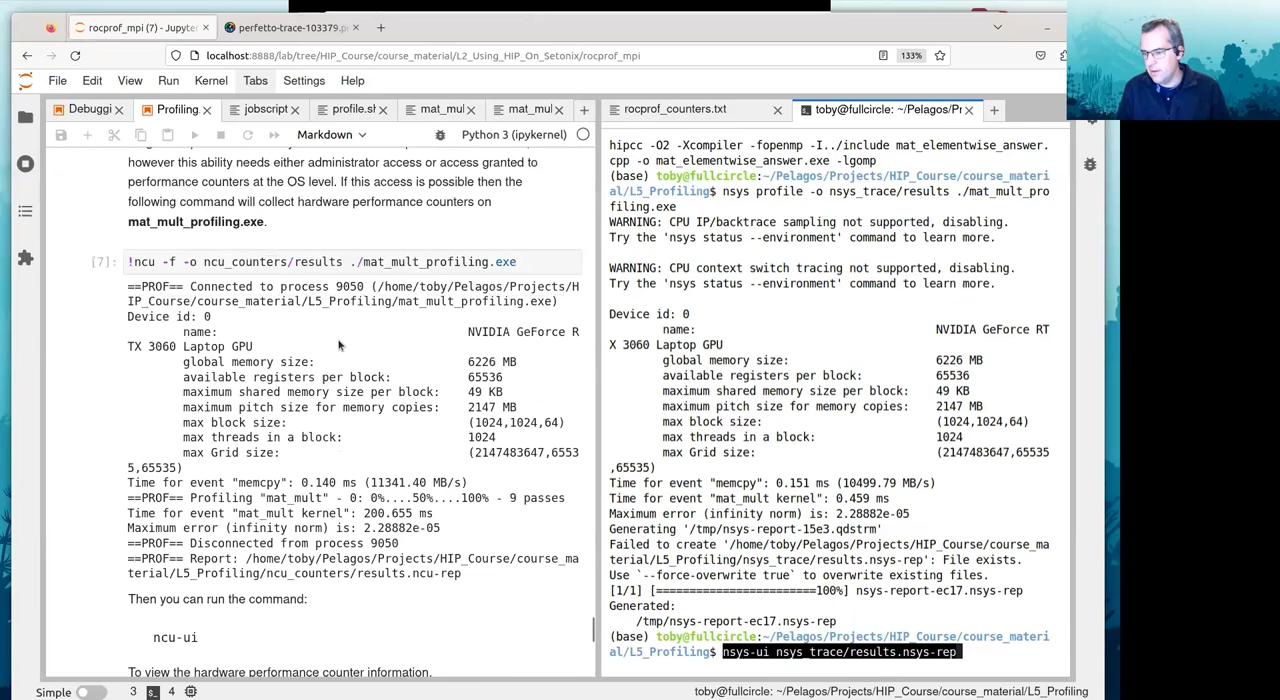 rocprof_mpi (7) - Jupyte
perfetto-trace-103379.p
localhost:8888/lab/tree/HIP_Course/course_material/L2_Using_HIP_On_Setonix/rocprof_mpi
133%
File Edit View Run Kernel Tabs Settings Help
Debuggi
Profiling.
jobscript
profile.sh
mat_mul
mat_mul
rocprof_counters.txt
toby@fullcircle: ~/Pelagos/Pr
Markdown
Python 3 (ipykernel)
however this ability needs either administrator access or access granted to
performance counters at the OS level. If this access is possible then the
following command will collect hardware performance counters on
mat_mult_profiling.exe.
[7]:
!ncu -f -o ncu_counters/results ./mat_mult_profiling.exe
==PROF== Connected to process 9050 (/home/toby/Pelagos/Projects/H
IP_Course/course_material/L5_Profiling/mat_mult_profiling.exe)
Device id: 0
name: NVIDIA GeForce R
TX 3060 Laptop GPU
global memory size: 6226 MB
available registers per block: 65536
maximum shared memory size per block: 49 KB
maximum pitch size for memory copies: 2147 MB
max block size: (1024,1024,64)
max threads in a block: 1024
max Grid size: (2147483647,6553
5,65535)
Time for event "memcpy": 0.140 ms (11341.40 MB/s)
==PROF== Profiling "mat_mult" - 0: 0%....50%....100% - 9 passes
Time for event "mat_mult kernel": 200.655 ms
Maximum error (infinity norm) is: 2.28882e-05
==PROF== Disconnected from process 9050
==PROF== Report: /home/toby/Pelagos/Projects/HIP_Course/course_ma
terial/L5_Profiling/ncu_counters/results.ncu-rep
Then you can run the command:
ncu-ui
To view the hardware performance counter information.
hipcc -O2 -Xcompiler -fopenmp -I../include mat_elementwise_answer.
cpp -o mat_elementwise_answer.exe -lgomp
(base) toby@fullcircle:~/Pelagos/Projects/HIP_Course/course_materi
al/L5_Profiling$ nsys profile -o nsys_trace/results ./mat_mult_pro
filing.exe
WARNING: CPU IP/backtrace sampling not supported, disabling.
Try the 'nsys status --environment' command to learn more.
WARNING: CPU context switch tracing not supported, disabling.
Try the 'nsys status --environment' command to learn more.
Device id: 0
name: NVIDIA GeForce RT
X 3060 Laptop GPU
global memory size: 6226 MB
available registers per block: 65536
maximum shared memory size per block: 49 KB
maximum pitch size for memory copies: 2147 MB
max block size: (1024,1024,64)
max threads in a block: 1024
max Grid size: (2147483647,65535
,65535)
Time for event "memcpy": 0.151 ms (10499.79 MB/s)
Time for event "mat_mult kernel": 0.459 ms
Maximum error (infinity norm) is: 2.28882e-05
Generating '/tmp/nsys-report-15e3.qdstrm'
Failed to create '/home/toby/Pelagos/Projects/HIP_Course/course_ma
terial/L5_Profiling/nsys_trace/results.nsys-rep': File exists.
Use `--force-overwrite true` to overwrite existing files.
[1/1] [========================100%] nsys-report-ec17.nsys-rep
Generated:
/tmp/nsys-report-ec17.nsys-rep
(base) toby@fullcircle:~/Pelagos/Projects/HIP_Course/course_materi
al/L5_Profiling$ nsys-ui nsys_trace/results.nsys-rep
Simple
3
4
toby@fullcircle: ~/Pelagos/Projects/HIP_Course/course_material/L5_Profiling